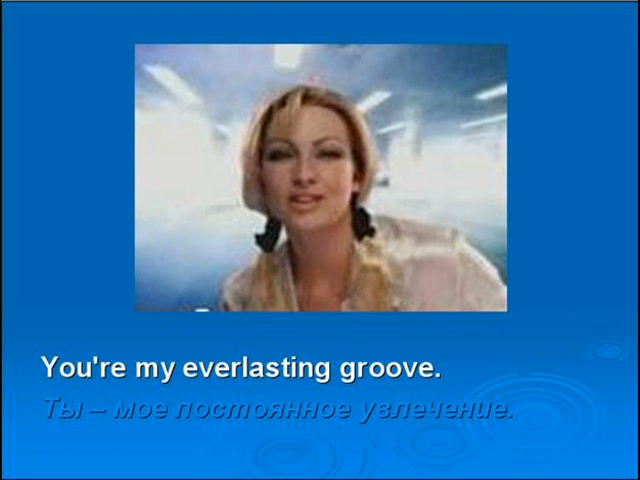 You're my everlasting groove.
Ты – мое постоянное увлечение.